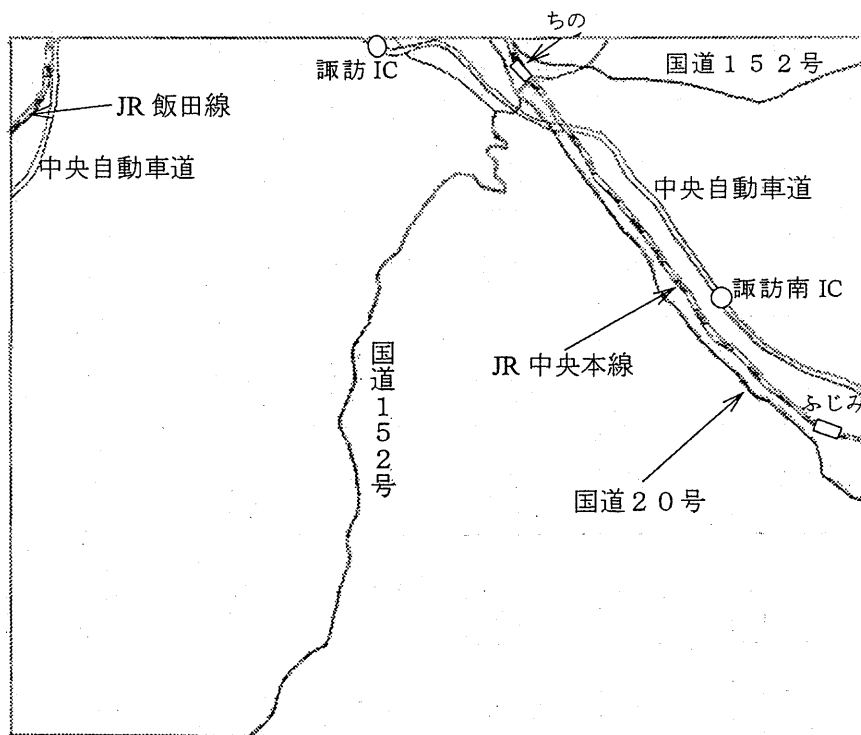 ちの
諏訪 IC
国道１５２号
JR 飯田線
中央自動車道
中央自動車道
諏訪南 IC
国道１５２号
JR 中央本線
ふじみ
国道２０号